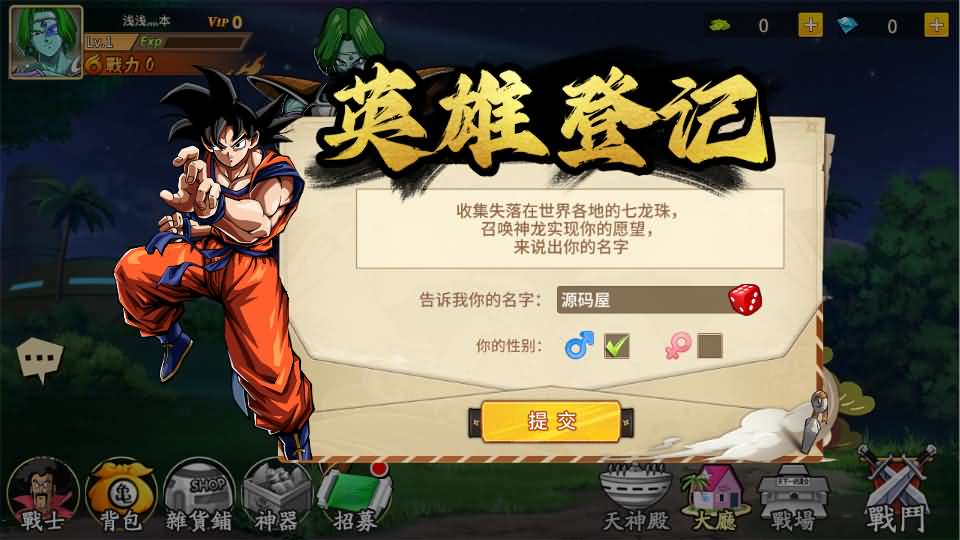 VIP 0
Lv.1
Exp
戰力 0
0
0
英雄登记
收集失落在世界各地的七龙珠，
召唤神龙实现你的愿望，
来说出你的名字
告诉我你的名字：
源码屋
你的性别：
提交
SHOP
戰士
背包
雜貨鋪
神器
招募
天神殿
大廳
戰場
戰鬥